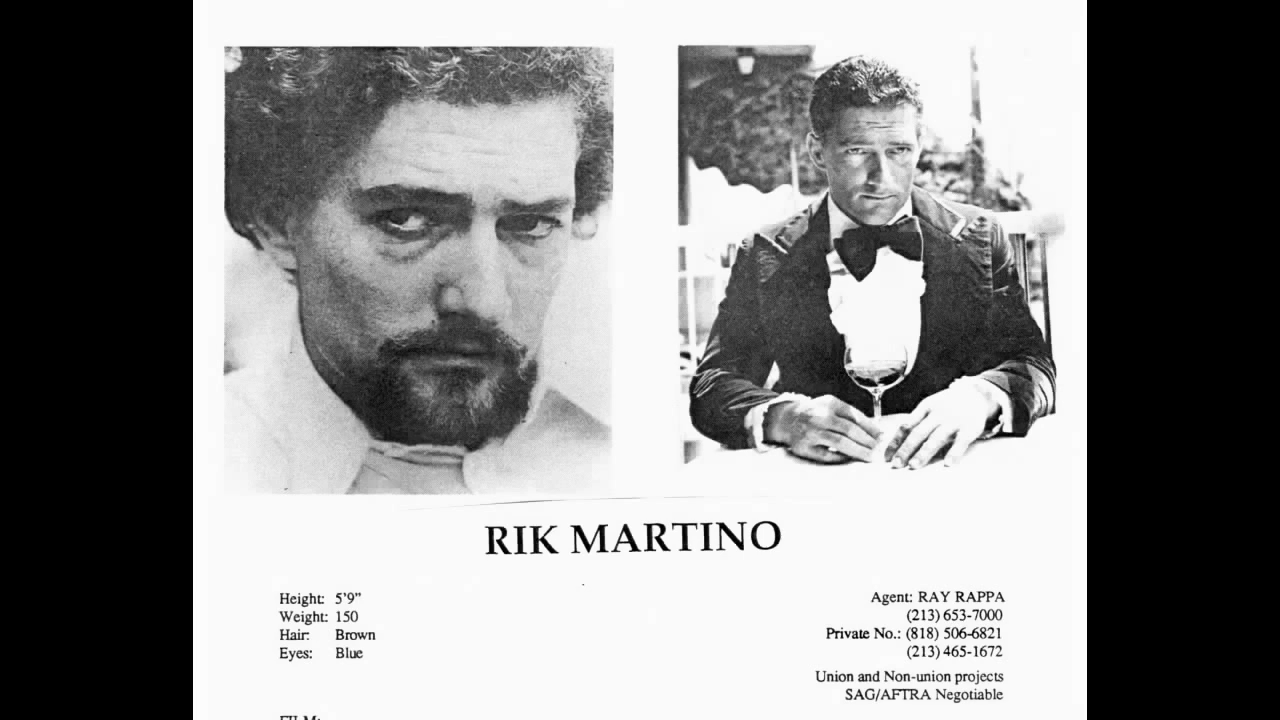 RIK MARTINO
Height: 5'9”
Weight: 150
Hair: Brown
Eyes: Blue
Agent: RAY RAPPA
(213) 653-7000
Private No.: (818) 506-6821
(213) 465-1672
Union and Non-union projects
SAG/AFTRA Negotiable
FILM: